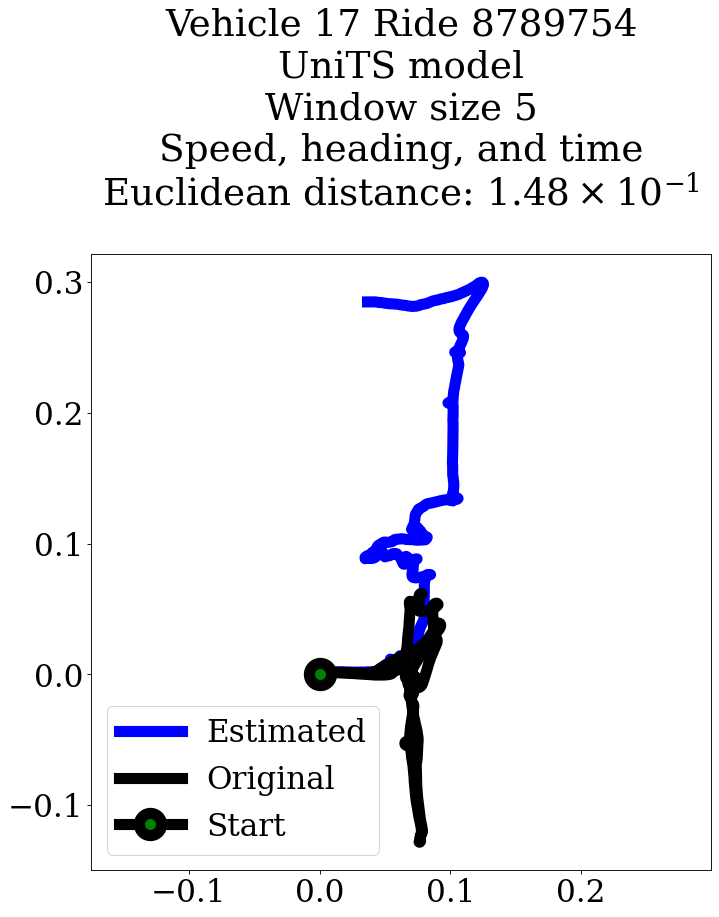 Vehicle 17 Ride 8789754
UniTS model
Window size 5
Speed, heading, and time
Euclidean distance: 1.48 × 10⁻¹
0.3
0.2
0.1
0.0
−0.1
Estimated
Original
Start
−0.1 0.0 0.1 0.2